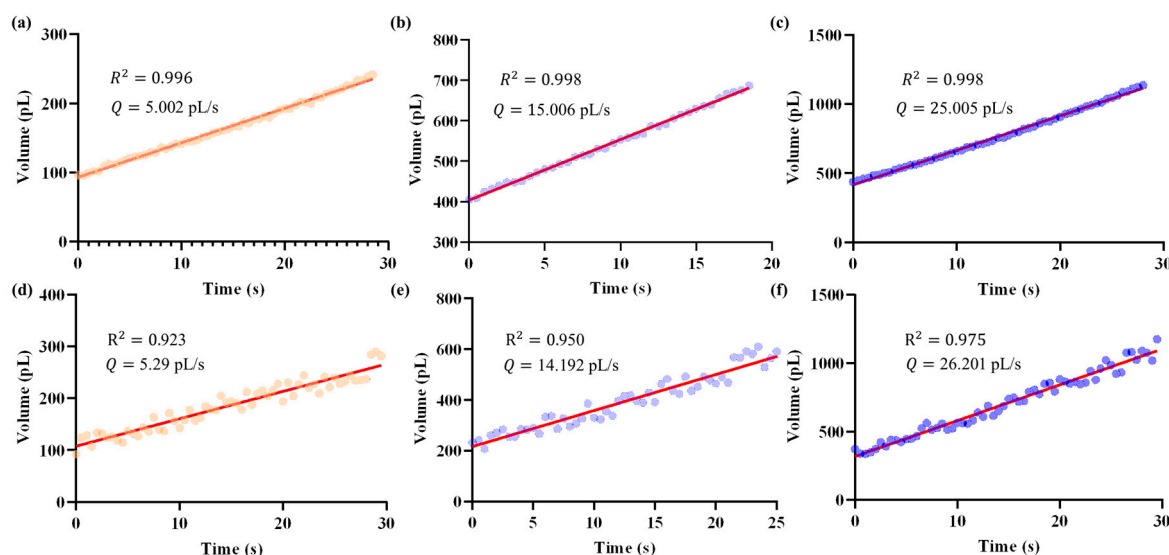 (a)
Volume (pL)
300
200
100
0
R² = 0.996
Q = 5.002 pL/s
0 10 20 30
Time (s)
(b)
Volume (pL)
800
700
600
500
400
300
R² = 0.998
Q = 15.006 pL/s
0 5 10 15 20
Time (s)
(c)
Volume (pL)
1500
1000
500
0
R² = 0.998
Q = 25.005 pL/s
0 10 20 30
Time (s)
(d)
Volume (pL)
400
300
200
100
0
R² = 0.923
Q = 5.29 pL/s
0 10 20 30
Time (s)
(e)
Volume (pL)
800
600
400
200
0
R² = 0.950
Q = 14.192 pL/s
0 5 10 15 20 25
Time (s)
(f)
Volume (pL)
1500
1000
500
0
R² = 0.975
Q = 26.201 pL/s
0 10 20 30
Time (s)